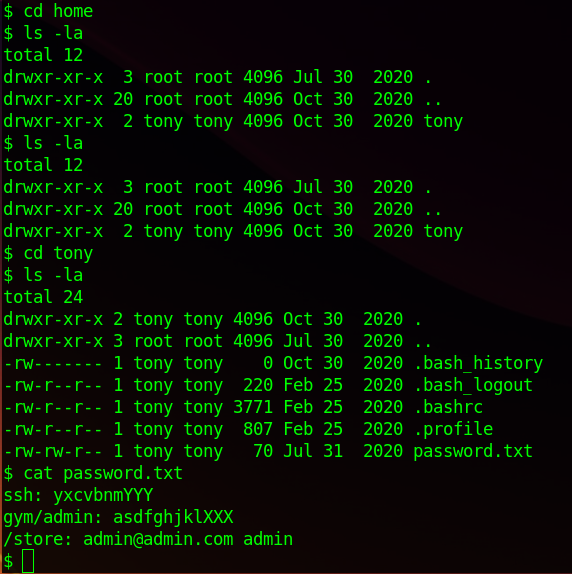 $ cd home
$ ls -la
total 12
drwxr-xr-x  3 root root 4096 Jul 30  2020 .
drwxr-xr-x 20 root root 4096 Oct 30  2020 ..
drwxr-xr-x  2 tony tony 4096 Oct 30  2020 tony
$ ls -la
total 12
drwxr-xr-x  3 root root 4096 Jul 30  2020 .
drwxr-xr-x 20 root root 4096 Oct 30  2020 ..
drwxr-xr-x  2 tony tony 4096 Oct 30  2020 tony
$ cd tony
$ ls -la
total 24
drwxr-xr-x 2 tony tony 4096 Oct 30  2020 .
drwxr-xr-x 3 root root 4096 Jul 30  2020 ..
-rw------- 1 tony tony    0 Oct 30  2020 .bash_history
-rw-r--r-- 1 tony tony  220 Feb 25  2020 .bash_logout
-rw-r--r-- 1 tony tony 3771 Feb 25  2020 .bashrc
-rw-r--r-- 1 tony tony  807 Feb 25  2020 .profile
-rw-rw-r-- 1 tony tony   70 Jul 31  2020 password.txt
$ cat password.txt
ssh: yxcvbnmYYY
gym/admin: asdfghjklXXX
/store: admin@admin.com admin
$